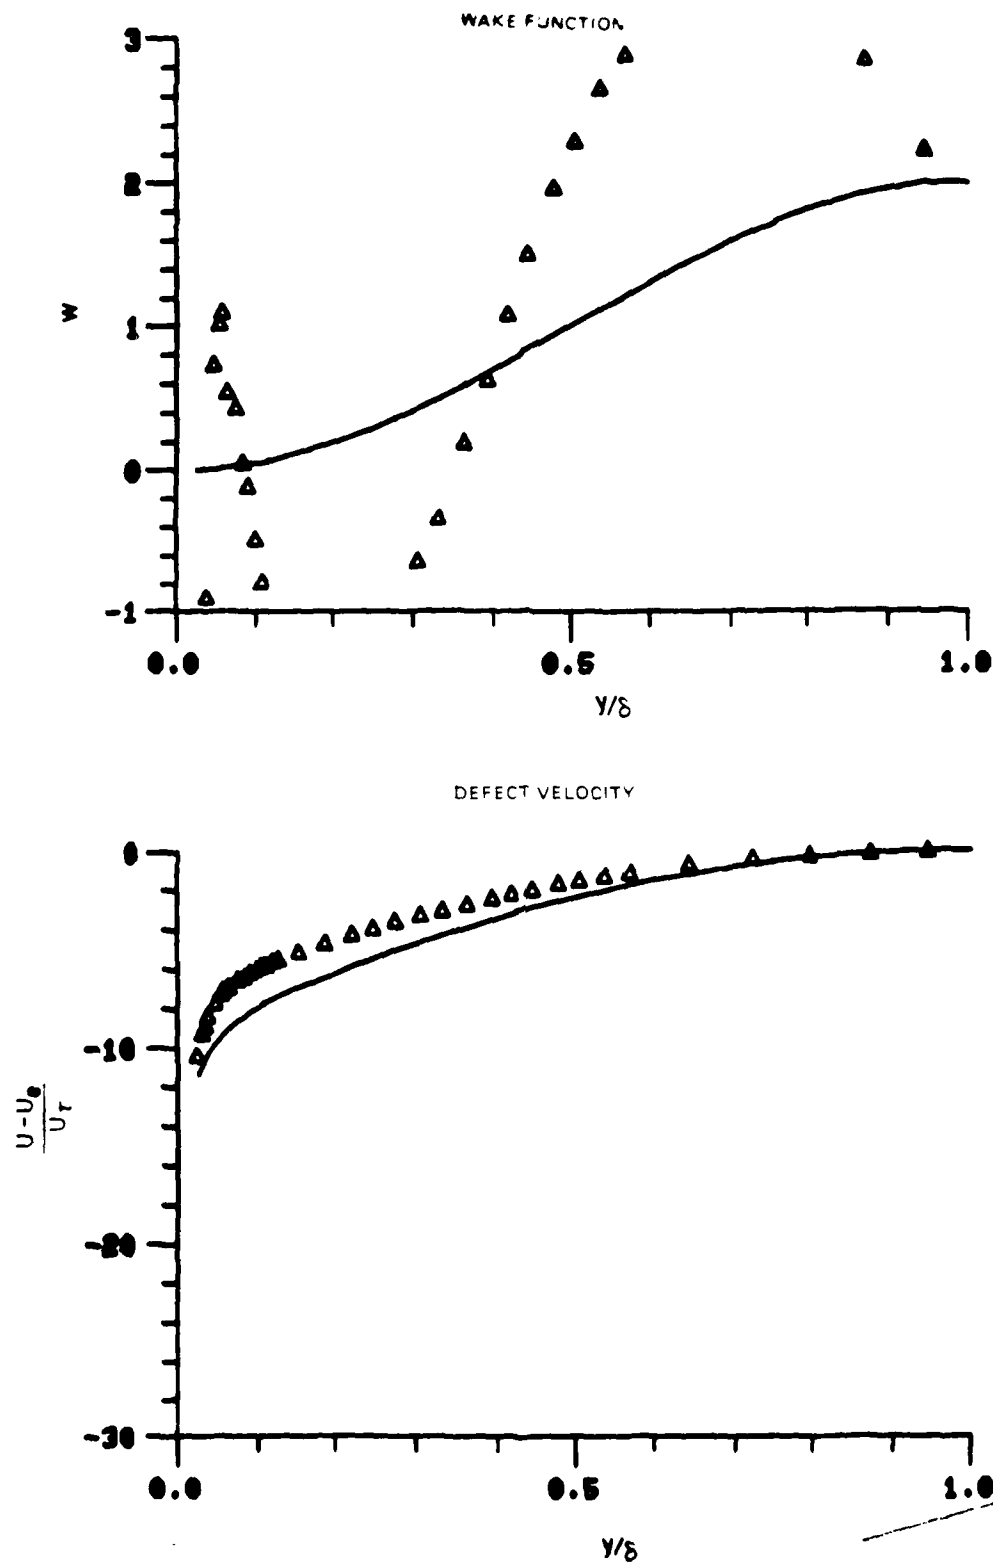 WAKE FUNCTION
3
2
1
0
-1
W
0.0 0.5 1.0
Y/δ
DEFECT VELOCITY
0
-10
-20
-30
U-Ue
Uτ
0.0 0.5 1.0
Y/δ